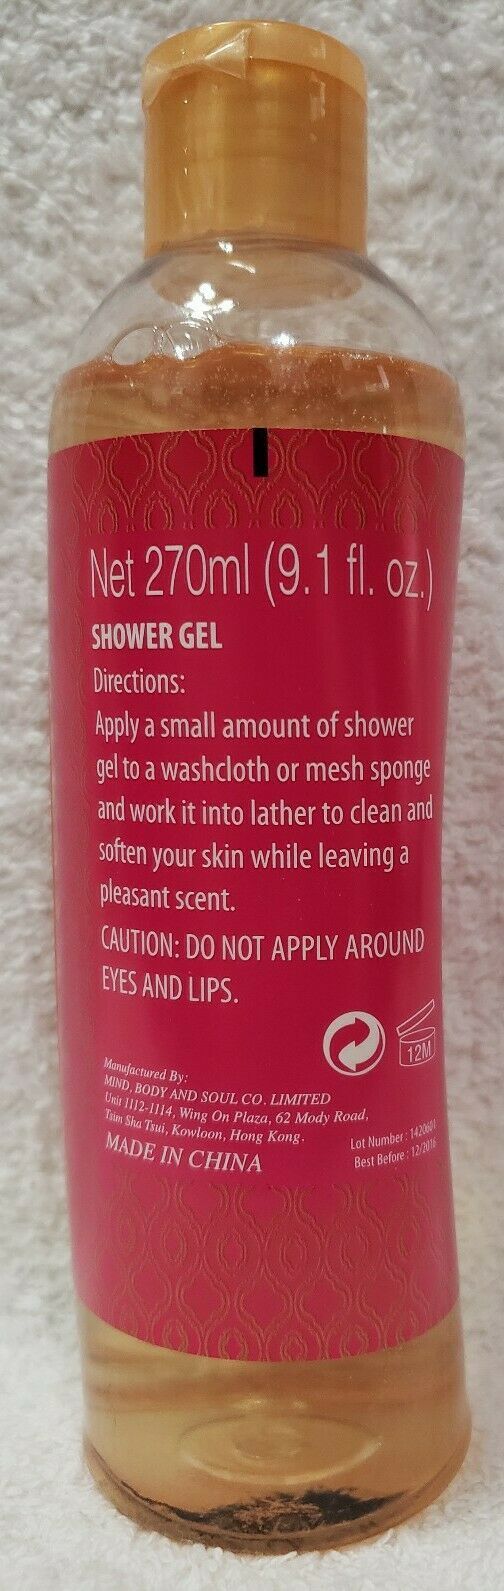 Net 270ml (9.1 fl. oz.)
SHOWER GEL
Directions:
Apply a small amount of shower
gel to a washcloth or mesh sponge
and work it into lather to clean and
soften your skin while leaving a
pleasant scent.
CAUTION: DO NOT APPLY AROUND
EYES AND LIPS.
12M
Manufactured By:
MIND, BODY AND SOUL CO. LIMITED
Unit 1112-1114, Wing On Plaza, 62 Mody Road,
Tsim Sha Tsui, Kowloon, Hong Kong.
MADE IN CHINA
Lot Number : 1420601
Best Before : 12/2016